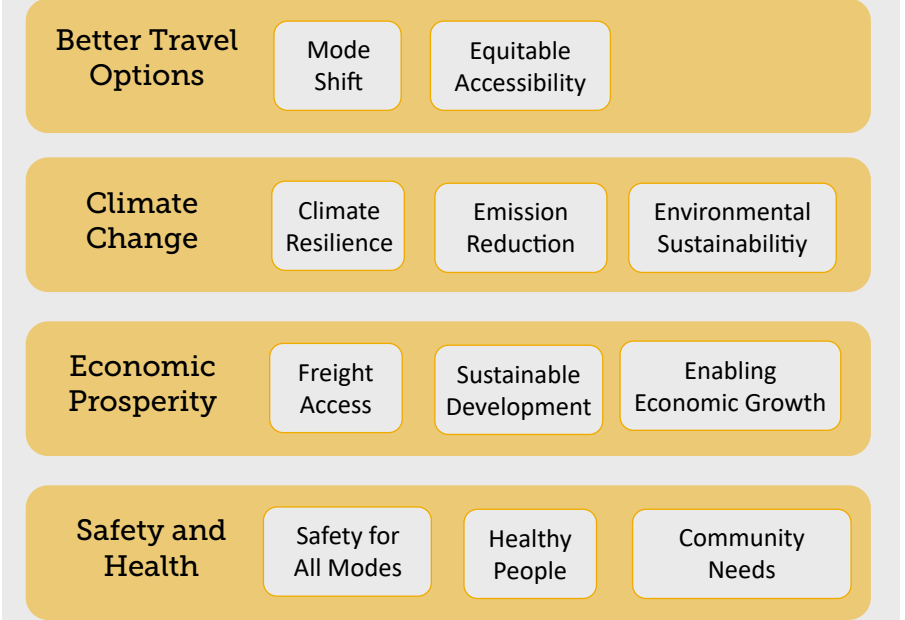 Better Travel
Options
Mode
Shift
Equitable
Accessibility
Climate
Change
Climate
Resilience
Emission
Reduction
Environmental
Sustainabilitiy
Economic
Prosperity
Freight
Access
Sustainable
Development
Enabling
Economic Growth
Safety and
Health
Safety for
All Modes
Healthy
People
Community
Needs